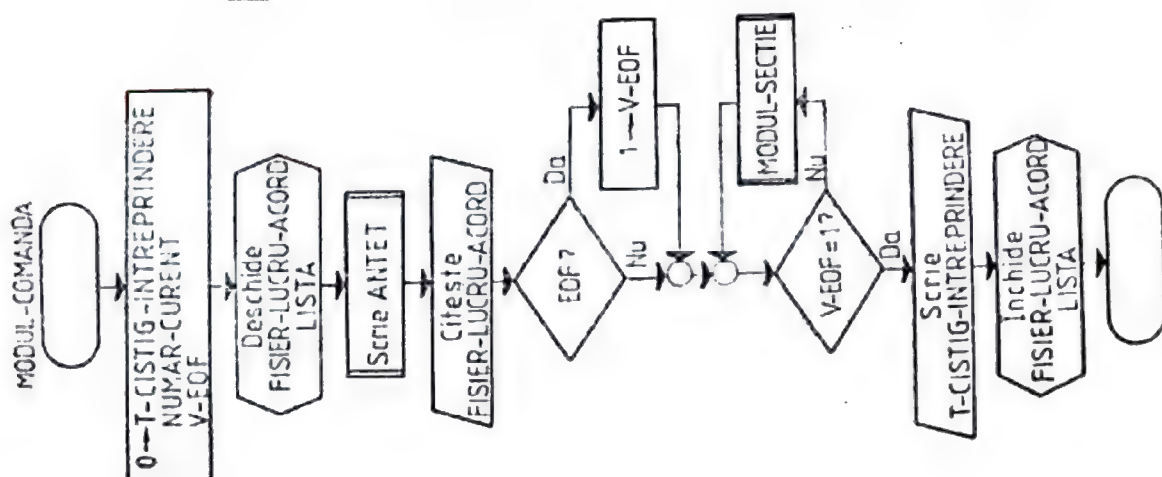 MODUL-COMANDA
0→T-CISTIG-INTREPRINDERE
NUMAR-CURENT
V-EOF
Deschide
FISIER-LUCRU-ACORD
LISTA
Scrie ANTET
Citeste
FISIER-LUCRU-ACORD
EOF?
Da
1→V-EOF
Nu
MODUL-SECTIE
V-EOF=1?
Nu
Da
Scrie
T-CISTIG-INTREPRINDERE
Inchide
FISIER-LUCRU-ACORD
LISTA